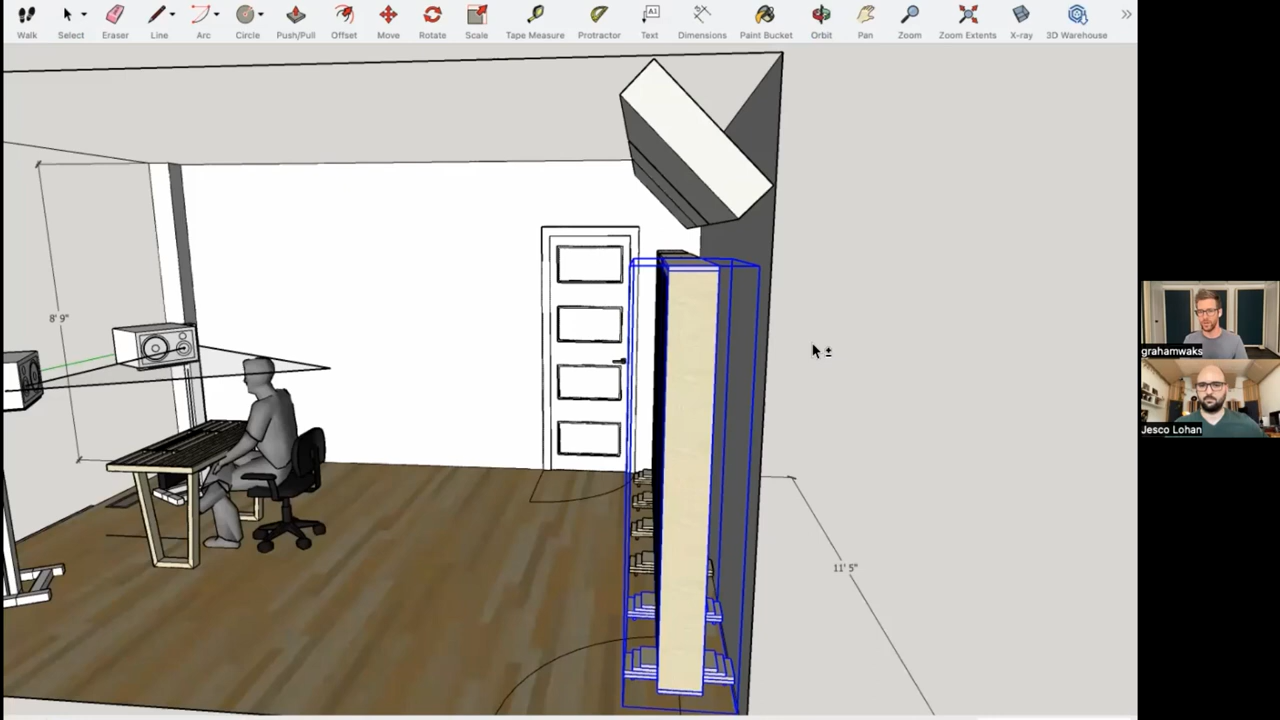 Walk Select Eraser Line Arc Circle Push/Pull Offset Move Rotate Scale Tape Measure Protractor Text Dimensions Paint Bucket Orbit Pan Zoom Zoom Extents X-ray 3D Warehouse
A1
8' 9"
11' 5"
grahamwaks
Jesco Lohan